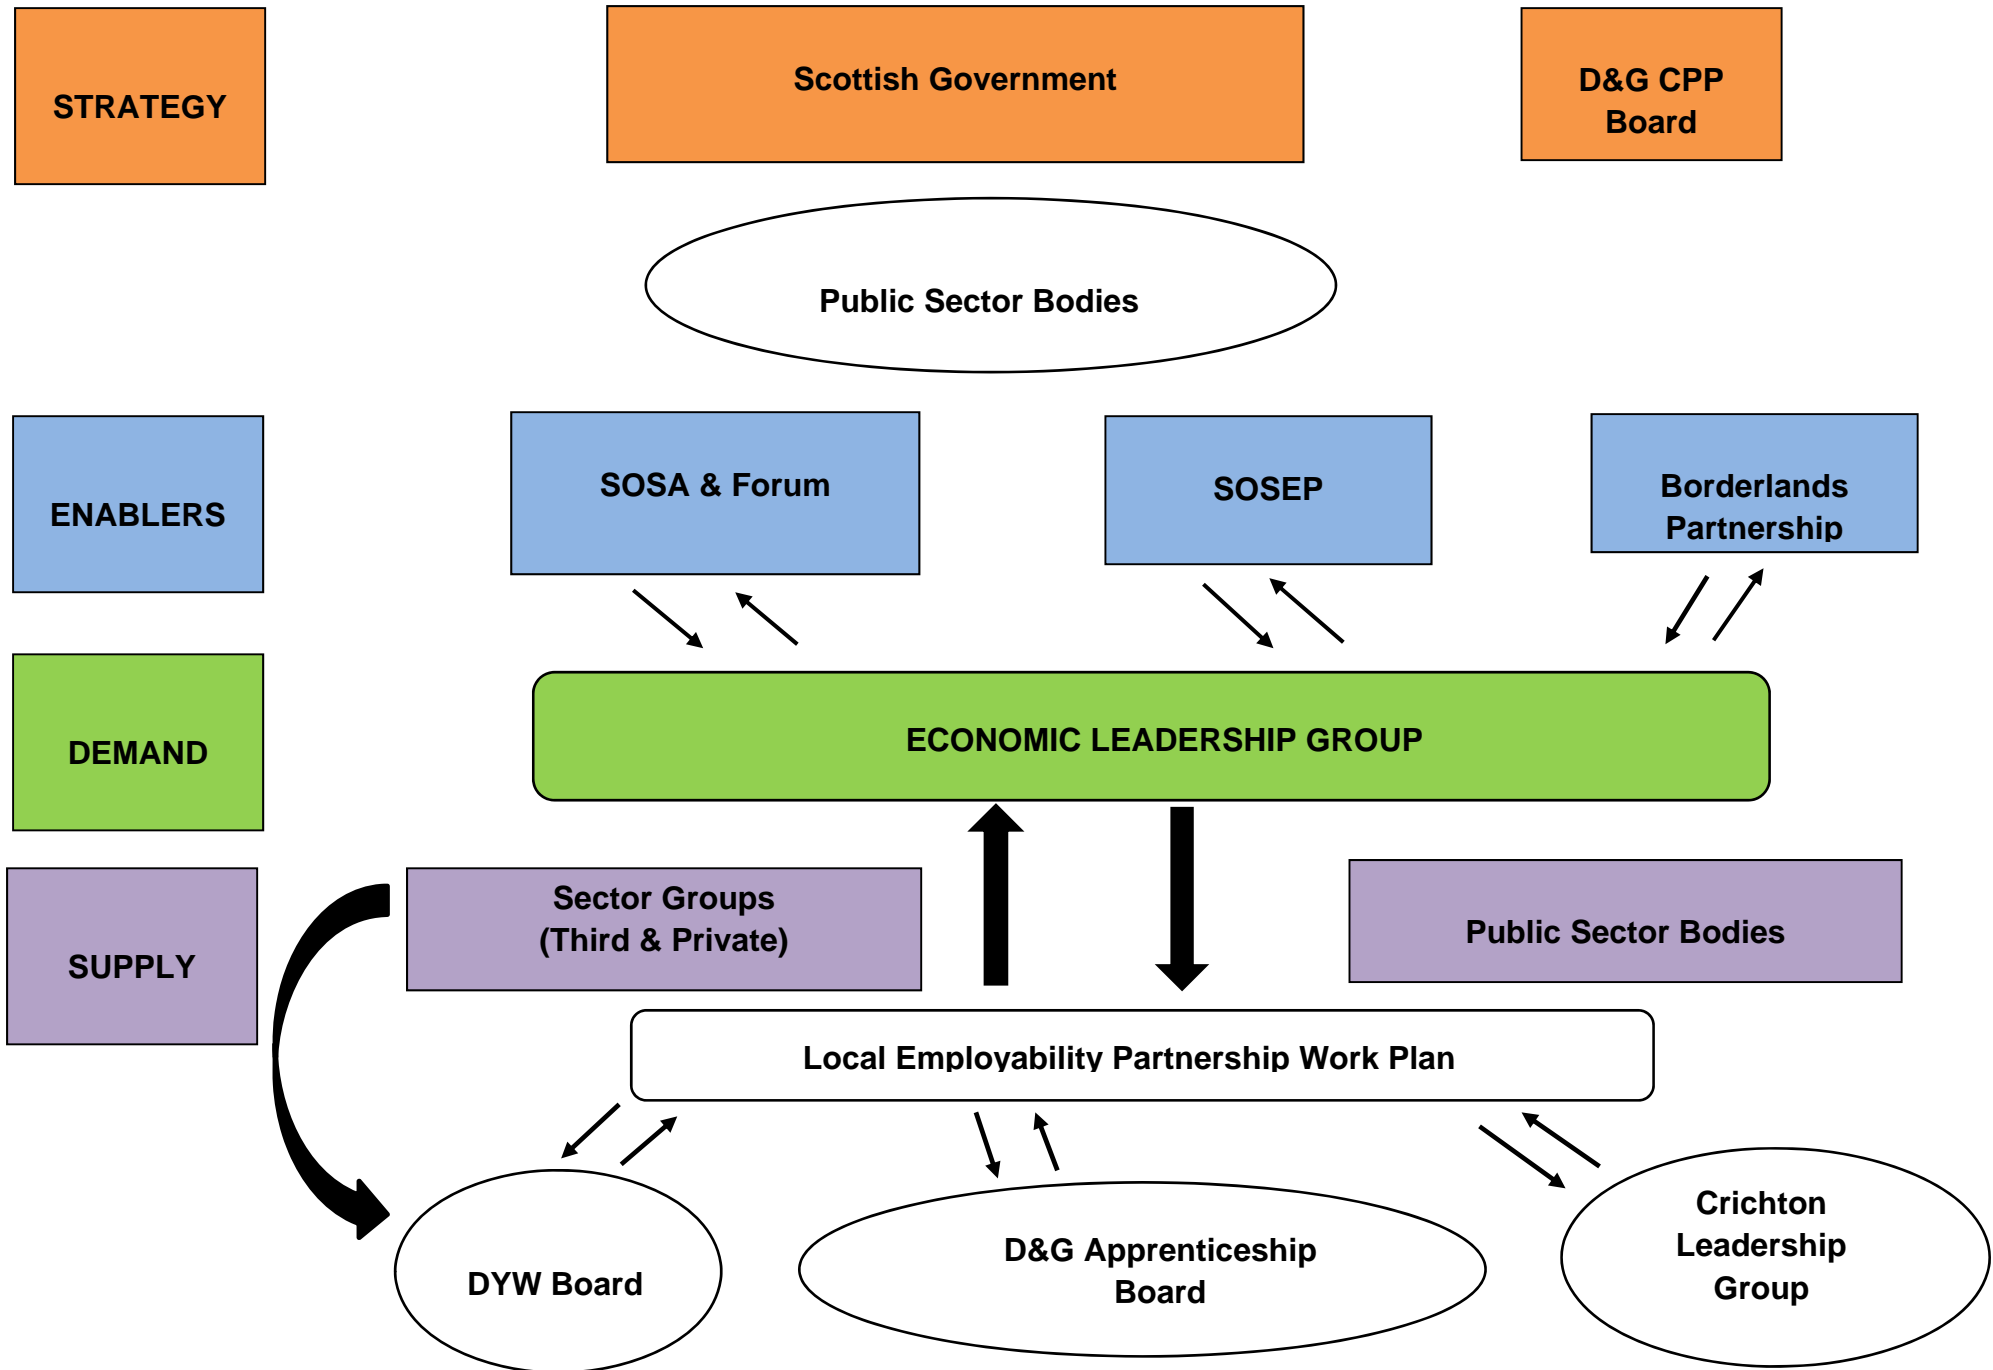 STRATEGY
Scottish Government
D&G CPP
Board
Public Sector Bodies
ENABLERS
SOSA & Forum
SOSEP
Borderlands
Partnership
DEMAND
ECONOMIC LEADERSHIP GROUP
SUPPLY
Sector Groups
(Third & Private)
Public Sector Bodies
Local Employability Partnership Work Plan
DYW Board
D&G Apprenticeship
Board
Crichton
Leadership
Group